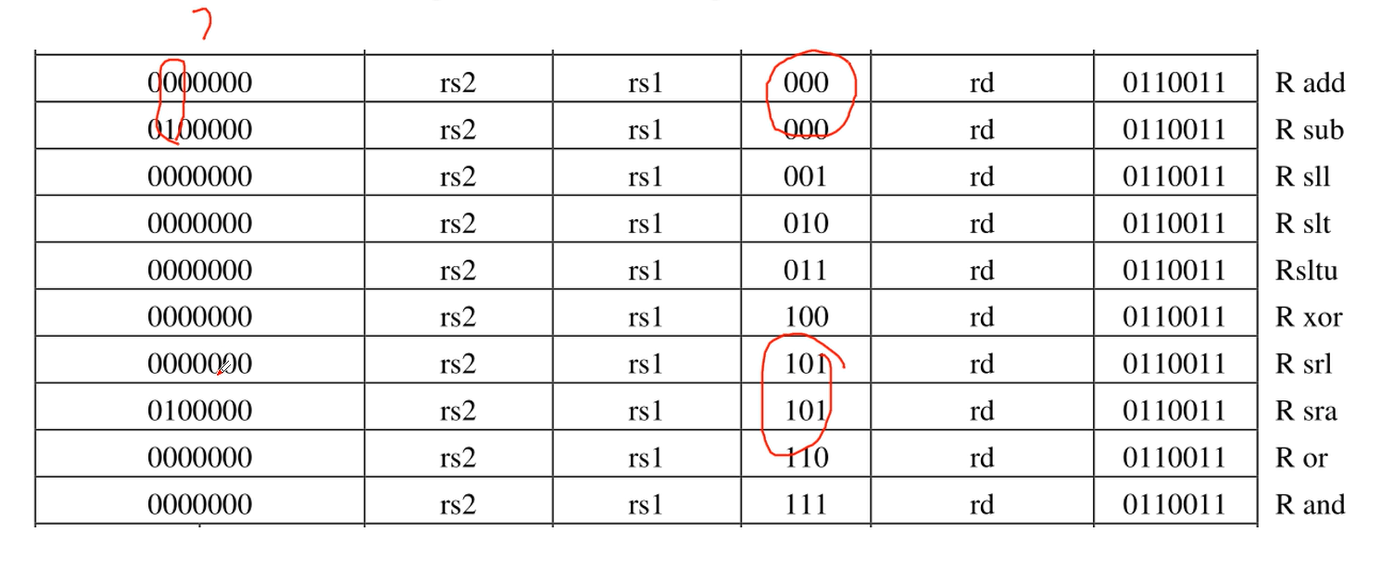 ?
0000000 rs2 rs1 000 rd 0110011 R add
0100000 rs2 rs1 000 rd 0110011 R sub
0000000 rs2 rs1 001 rd 0110011 R sll
0000000 rs2 rs1 010 rd 0110011 R slt
0000000 rs2 rs1 011 rd 0110011 Rsltu
0000000 rs2 rs1 100 rd 0110011 R xor
0000000 rs2 rs1 101 rd 0110011 R srl
0100000 rs2 rs1 101 rd 0110011 R sra
0000000 rs2 rs1 110 rd 0110011 R or
0000000 rs2 rs1 111 rd 0110011 R and